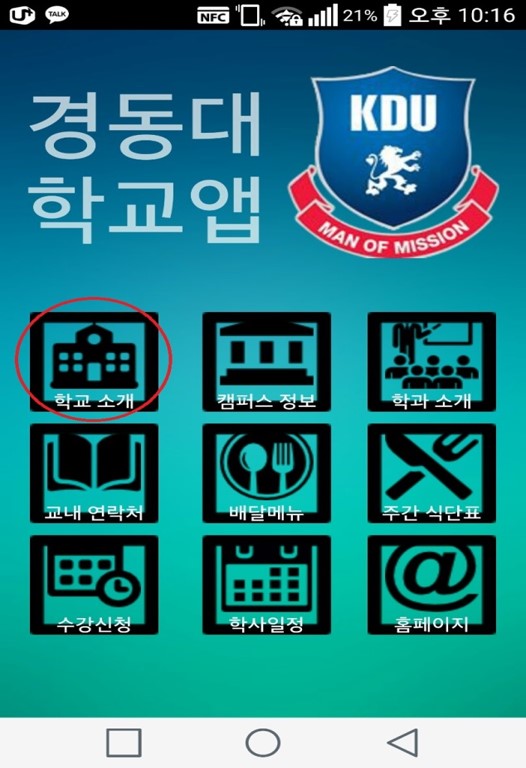 U+ TALK NFC 21% 오후 10:16
경동대
학교앱
KDU
MAN OF MISSION
학교 소개 캠퍼스 정보 학과 소개
교내 연락처 배달메뉴 주간 식단표
수강신청 학사일정 홈페이지